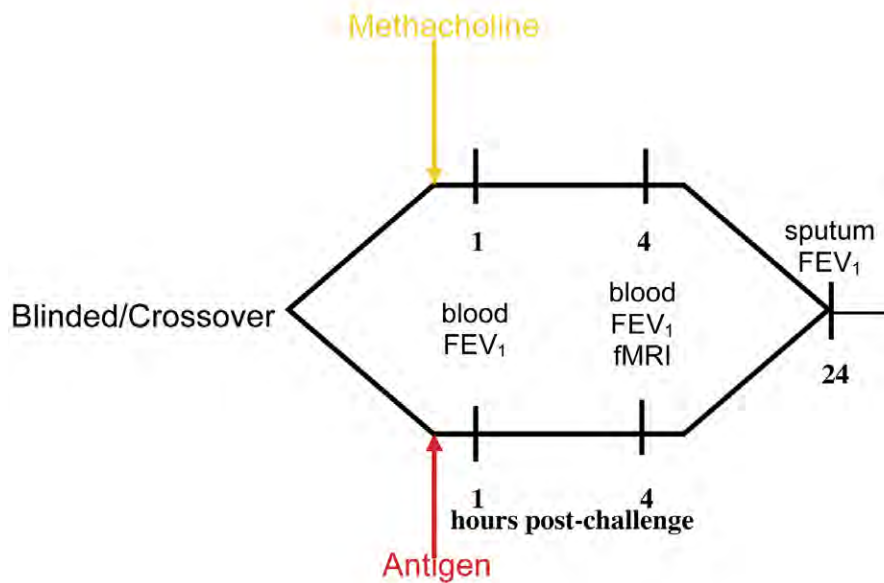 Methacholine
1
4
sputum
FEV₁
blood
FEV₁
blood
FEV₁
fMRI
Blinded/Crossover
24
1
4
hours post-challenge
Antigen